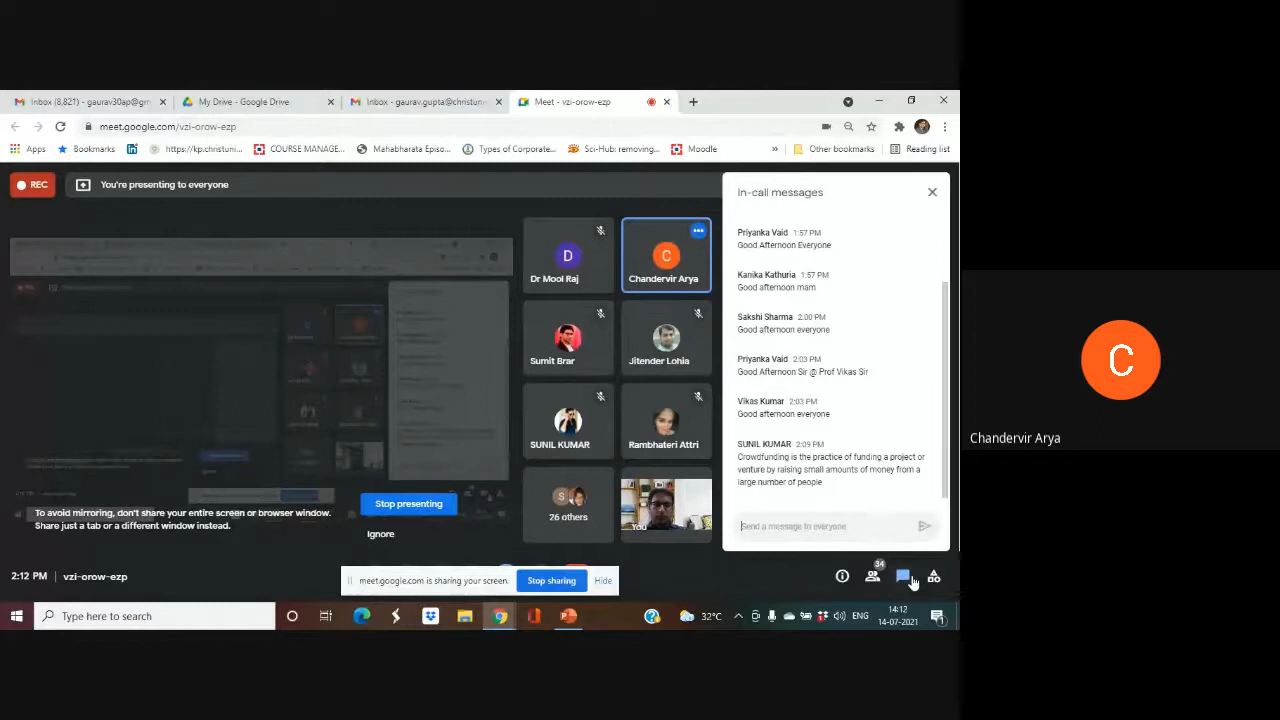 Inbox (8,821) - gaurav30ap@gm
My Drive - Google Drive
Inbox - gaurav.gupta@christuni
Meet - vzi-orow-ezp
meet.google.com/vzi-orow-ezp
Apps
Bookmarks
https://kp.christuni...
COURSE MANAGE...
Mahabharata Episo...
Types of Corporate...
Sci-Hub: removing...
Moodle
»
Other bookmarks
Reading list
REC
You're presenting to everyone
In-call messages
Priyanka Vaid 1:57 PM
Good Afternoon Everyone
Kanika Kathuria 1:57 PM
Good afternoon mam
Sakshi Sharma 2:00 PM
Good afternoon everyone
Priyanka Vaid 2:03 PM
Good Afternoon Sir @ Prof Vikas Sir
Vikas Kumar 2:03 PM
Good afternoon everyone
SUNIL KUMAR 2:09 PM
Crowdfunding is the practice of funding a project or
venture by raising small amounts of money from a
large number of people
Send a message to everyone
D
Dr Mool Raj
C
Chandervir Arya
Sumit Brar
Jitender Lohia
SUNIL KUMAR
Rambhateri Attri
S
26 others
You
To avoid mirroring, don't share your entire screen or browser window.
Share just a tab or a different window instead.
Stop presenting
Ignore
2:12 PM | vzi-orow-ezp
meet.google.com is sharing your screen.
Stop sharing
Hide
34
Type here to search
32°C
ENG
14:12
14-07-2021
1
C
Chandervir Arya